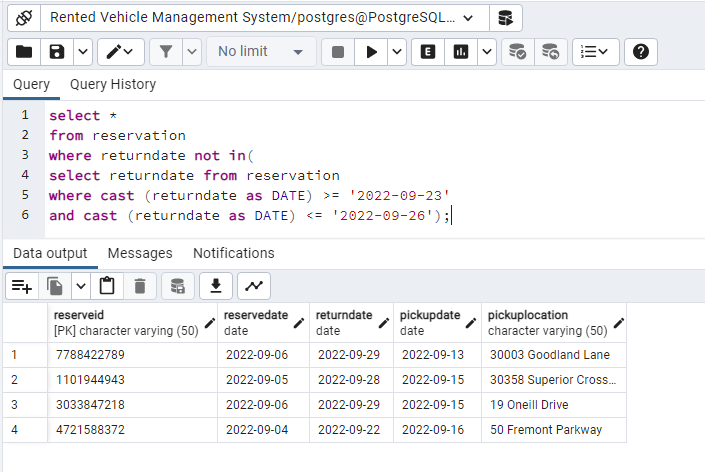 Rented Vehicle Management System/postgres@PostgreSQL...
No limit
E
Query Query History
1 select *
2 from reservation
3 where returndate not in(
4 select returndate from reservation
5 where cast (returndate as DATE) >= '2022-09-23'
6 and cast (returndate as DATE) <= '2022-09-26');
Data output Messages Notifications
reserveid reservedate returndate pickupdate pickuplocation
[PK] character varying (50) date date date character varying (50)
1 7788422789 2022-09-06 2022-09-29 2022-09-13 30003 Goodland Lane
2 1101944943 2022-09-05 2022-09-28 2022-09-15 30358 Superior Cross...
3 3033847218 2022-09-06 2022-09-29 2022-09-15 19 Oneill Drive
4 4721588372 2022-09-04 2022-09-22 2022-09-16 50 Fremont Parkway